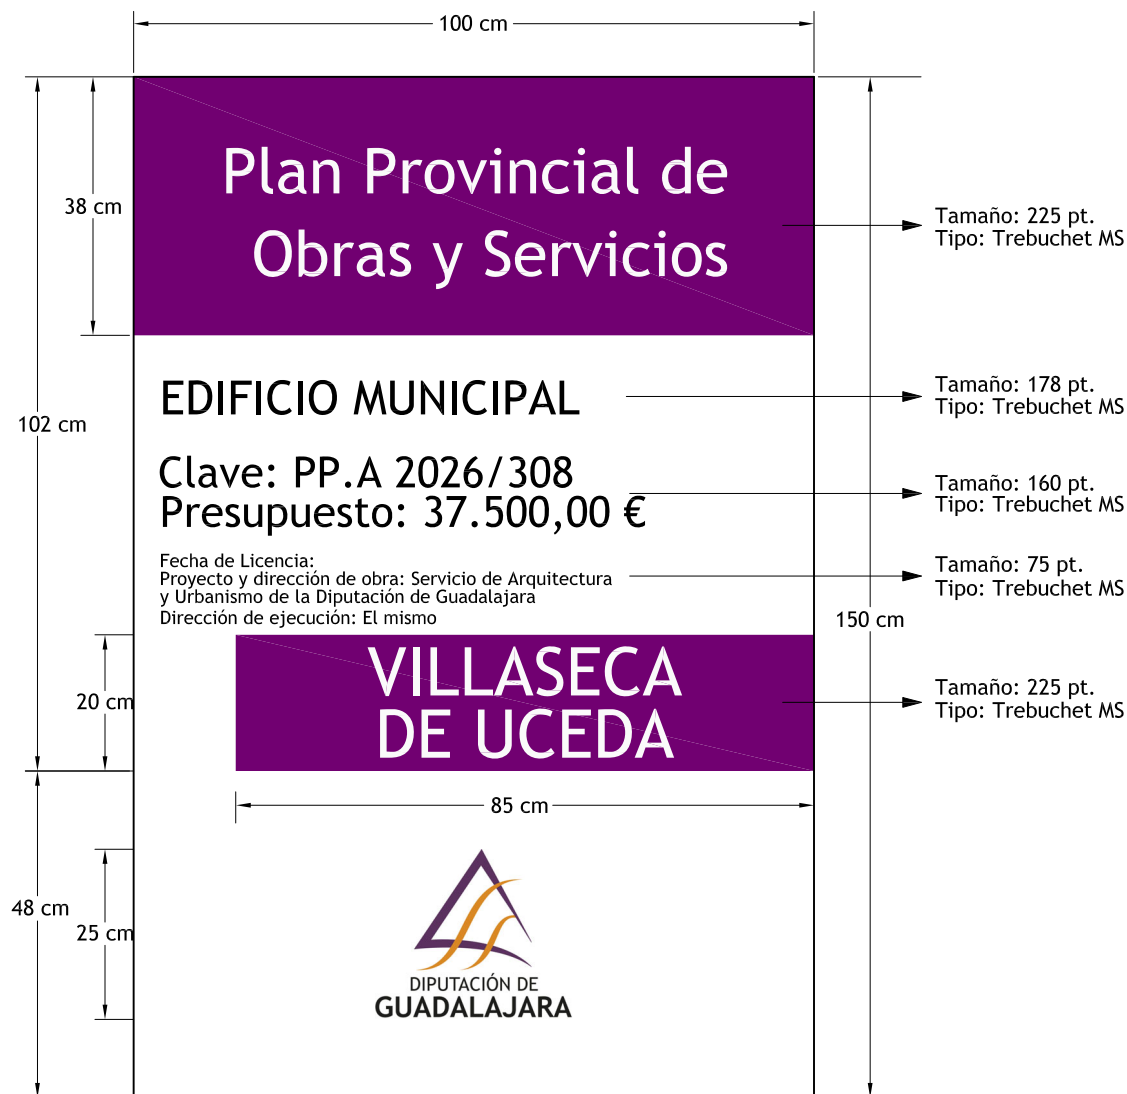 100 cm
Plan Provincial de
Obras y Servicios
38 cm
Tamaño: 225 pt.
Tipo: Trebuchet MS
EDIFICIO MUNICIPAL
Tamaño: 178 pt.
Tipo: Trebuchet MS
102 cm
Clave: PP.A 2026/308
Presupuesto: 37.500,00 €
Tamaño: 160 pt.
Tipo: Trebuchet MS
Fecha de Licencia:
Proyecto y dirección de obra: Servicio de Arquitectura
y Urbanismo de la Diputación de Guadalajara
Dirección de ejecución: El mismo
Tamaño: 75 pt.
Tipo: Trebuchet MS
150 cm
VILLASECA
DE UCEDA
20 cm
Tamaño: 225 pt.
Tipo: Trebuchet MS
85 cm
48 cm
25 cm
DIPUTACIÓN DE
GUADALAJARA